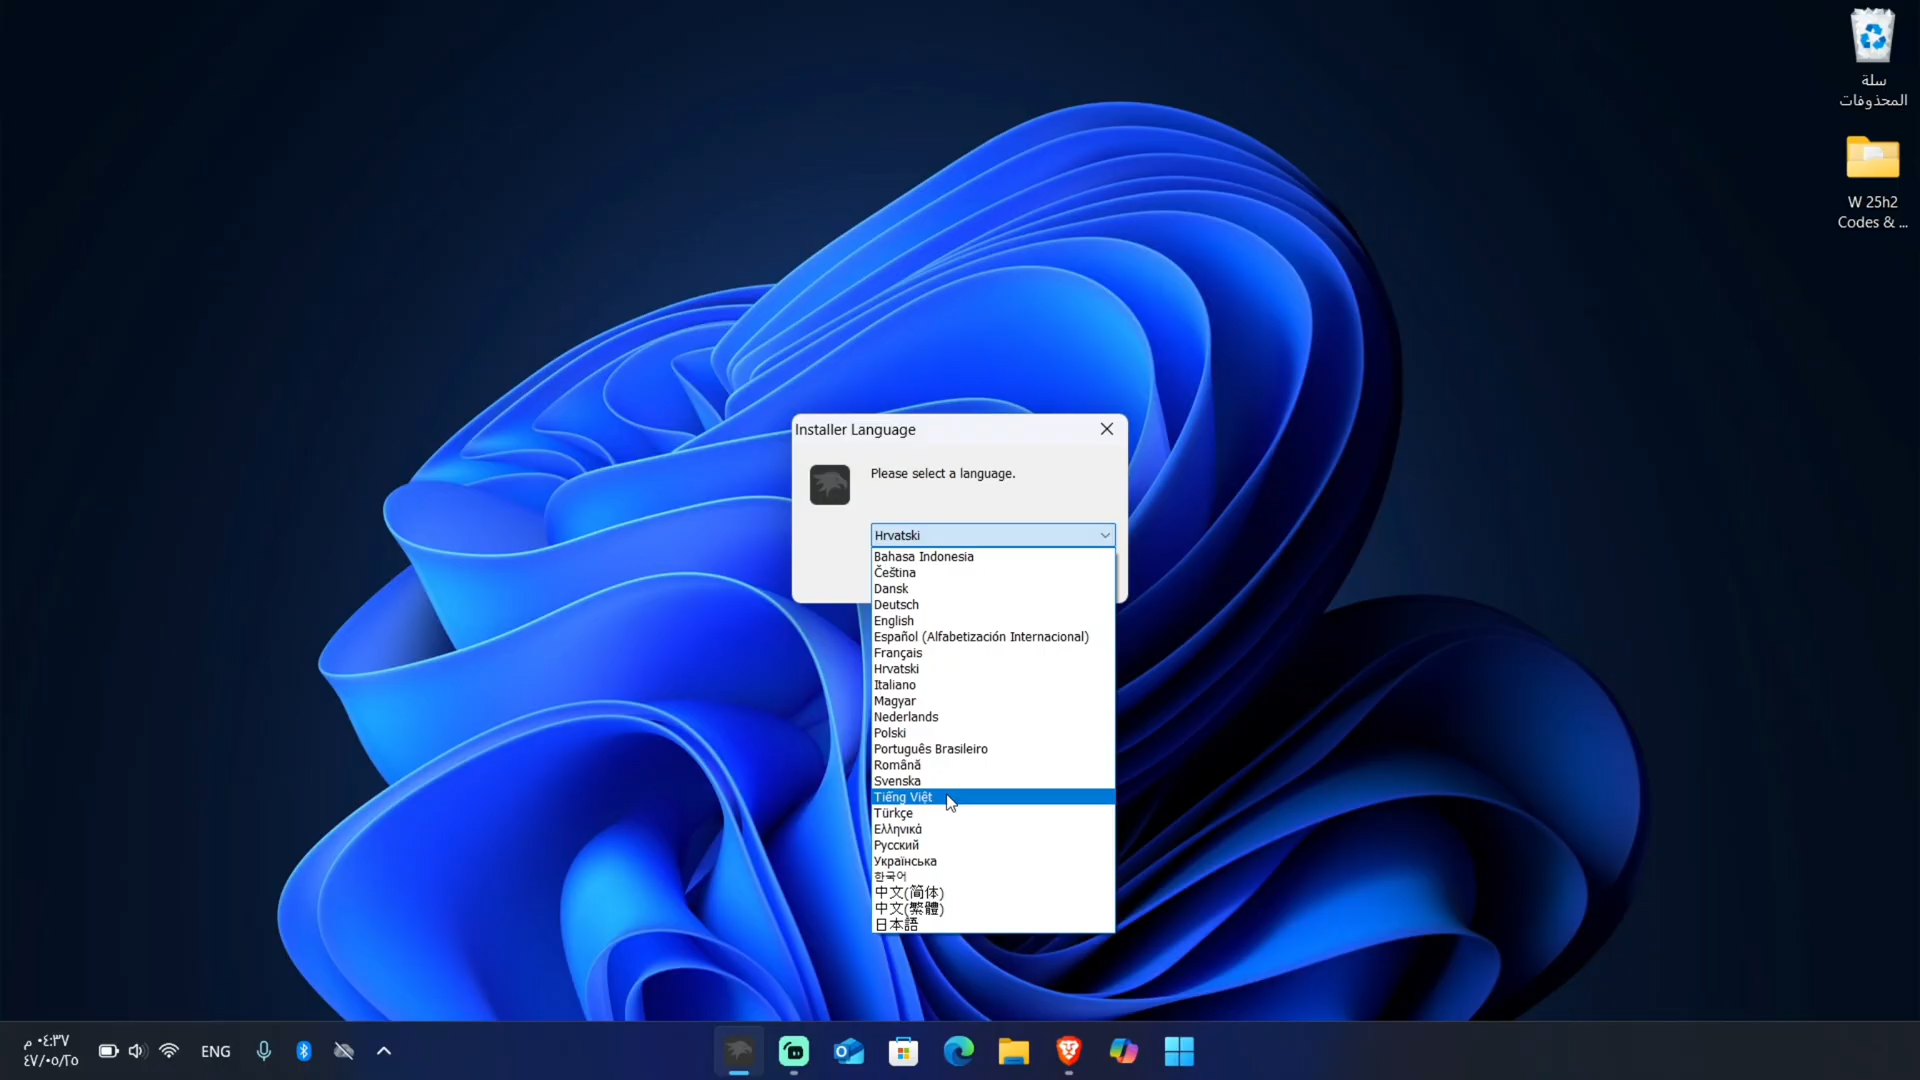 سلة
المحذوفات
W 25h2
Codes & ...
Installer Language
Please select a language.
Hrvatski
Bahasa Indonesia
Čeština
Dansk
Deutsch
English
Español (Alfabetización Internacional)
Français
Hrvatski
Italiano
Magyar
Nederlands
Polski
Português Brasileiro
Română
Svenska
Tiếng Việt
Türkçe
Ελληνικά
Русский
Українська
한국어
中文(简体)
中文(繁體)
日本語
٠٤:٣٧ م
٤٧/٠٥/٢٥
ENG